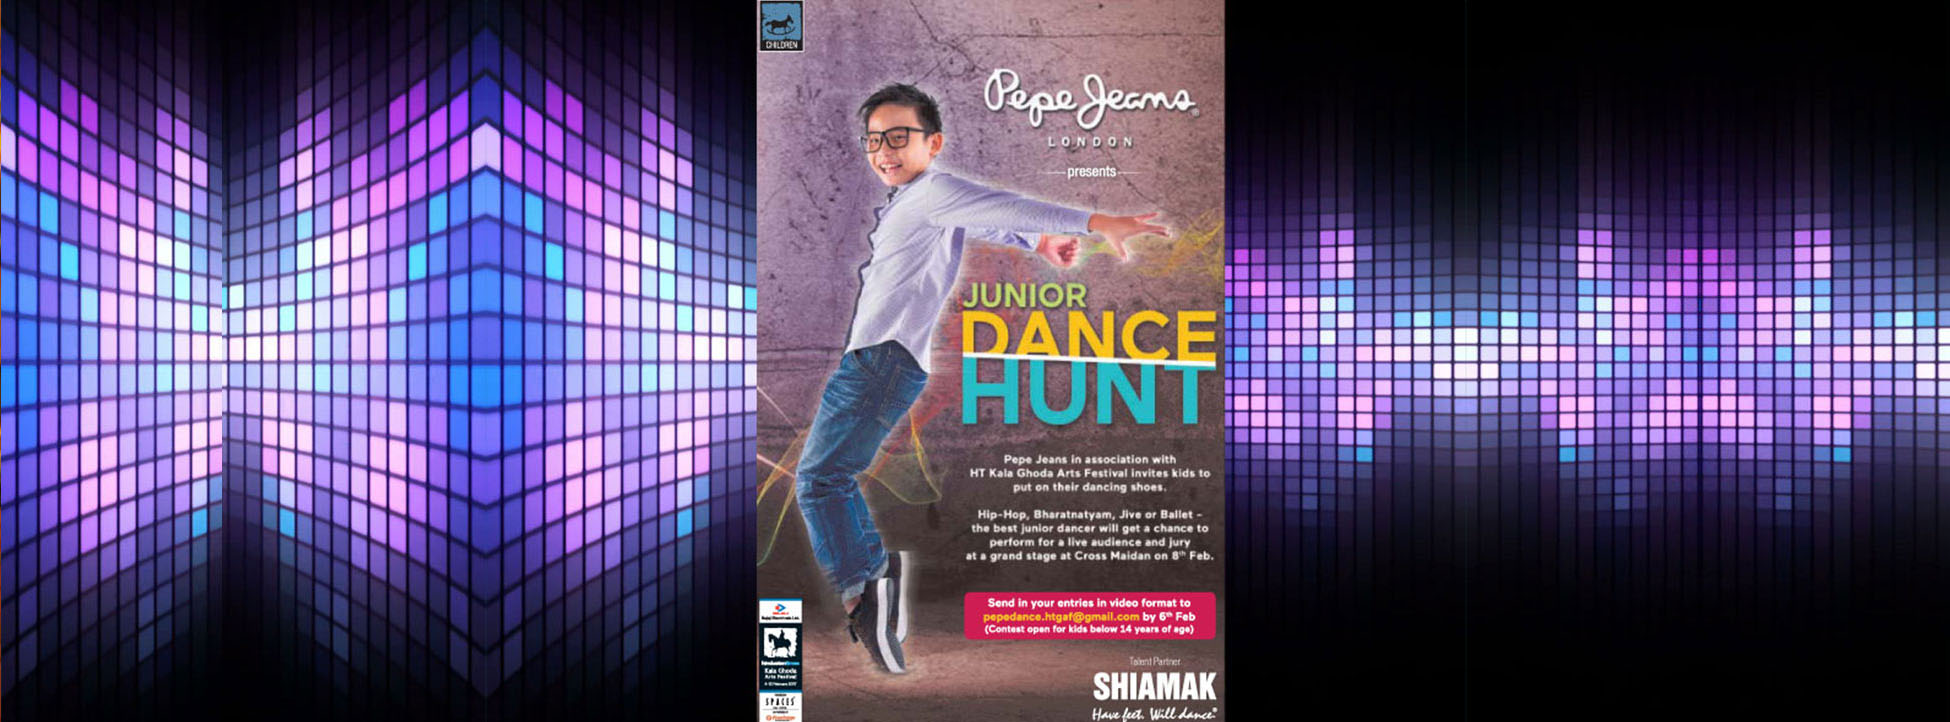 CHILDREN
Pepe Jeans
LONDON
presents
JUNIOR
DANCE
HUNT
Pepe Jeans in association with
HT Kala Ghoda Arts Festival invites kids to
put on their dancing shoes.
Hip-Hop, Bharatnatyam, Jive or Ballet –
the best junior dancer will get a chance to
perform for a live audience and jury
at a grand stage at Cross Maidan on 8th Feb.
Send in your entries in video format to
pepedance.htgaf@gmail.com by 6th Feb
(Contest open for kids below 14 years of age)
Talent Partner
SHIAMAK
Have feet. Will dance.®
Bajaj Electricals Ltd.
hindustantimes
Kala Ghoda
Arts Festival
SPACES